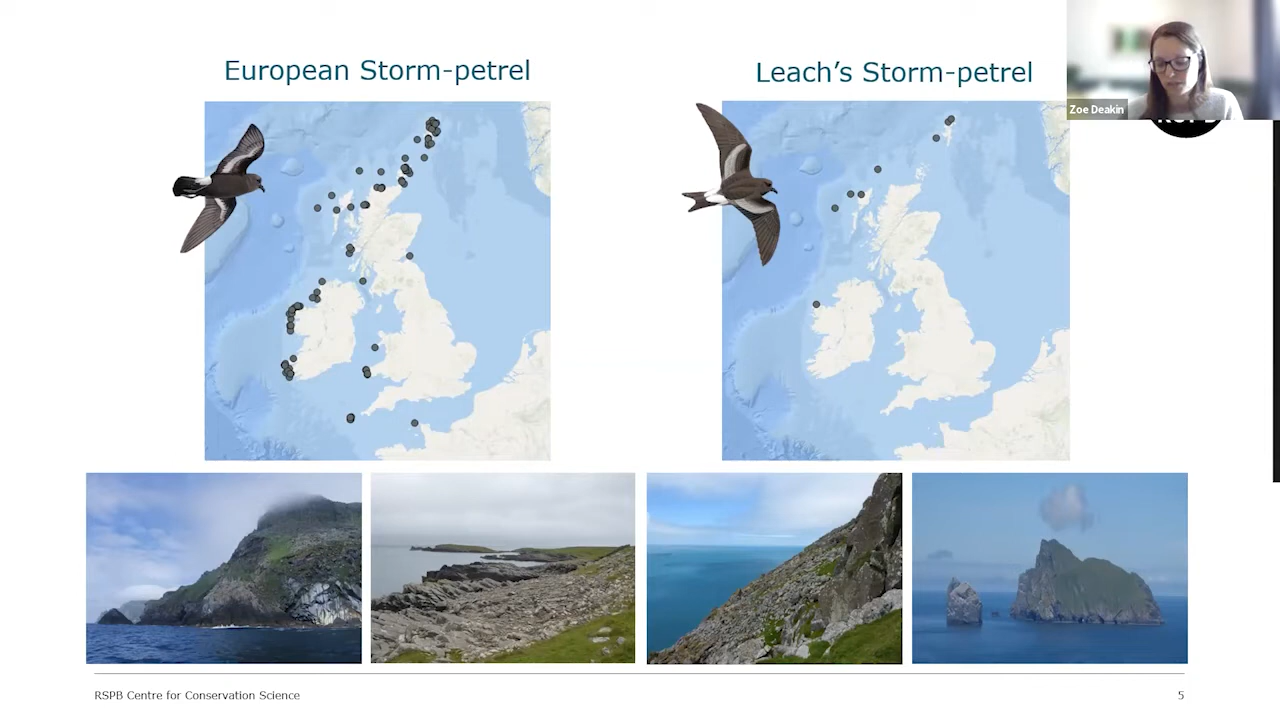 European Storm-petrel
Leach's Storm-petrel
Zoe Deakin
RSPB Centre for Conservation Science
5